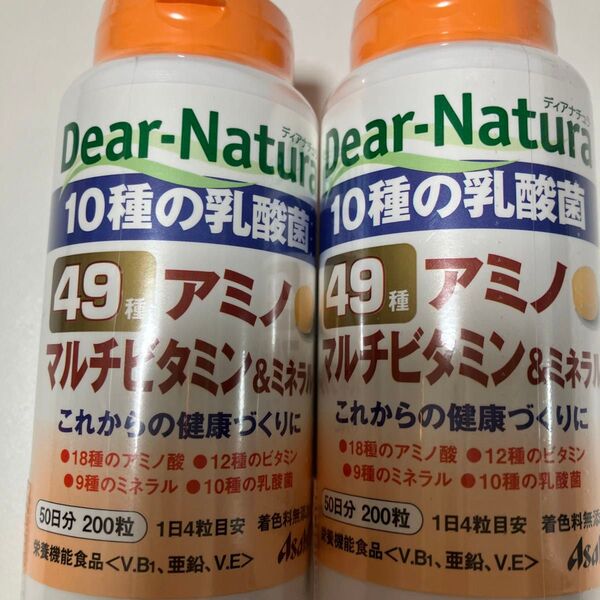 Dear-Natura
ディアナチュ
10種の乳酸菌
49種 アミノ
マルチビタミン&ミネラル
これからの健康づくりに
●18種のアミノ酸 ●12種のビタミン
●9種のミネラル ●10種の乳酸菌
50日分 200粒 1日4粒目安 着色料無添
栄養機能食品<V.B1、亜鉛、V.E>
Asahi
Dear-Natura
ディアナチュ
10種の乳酸菌
49種 アミノ
マルチビタミン&ミネラル
これからの健康づくりに
●18種のアミノ酸 ●12種のビタミン
●9種のミネラル ●10種の乳酸菌
50日分 200粒 1日4粒目安 着色料無添
栄養機能食品<V.B1、亜鉛、V.E>
Asa